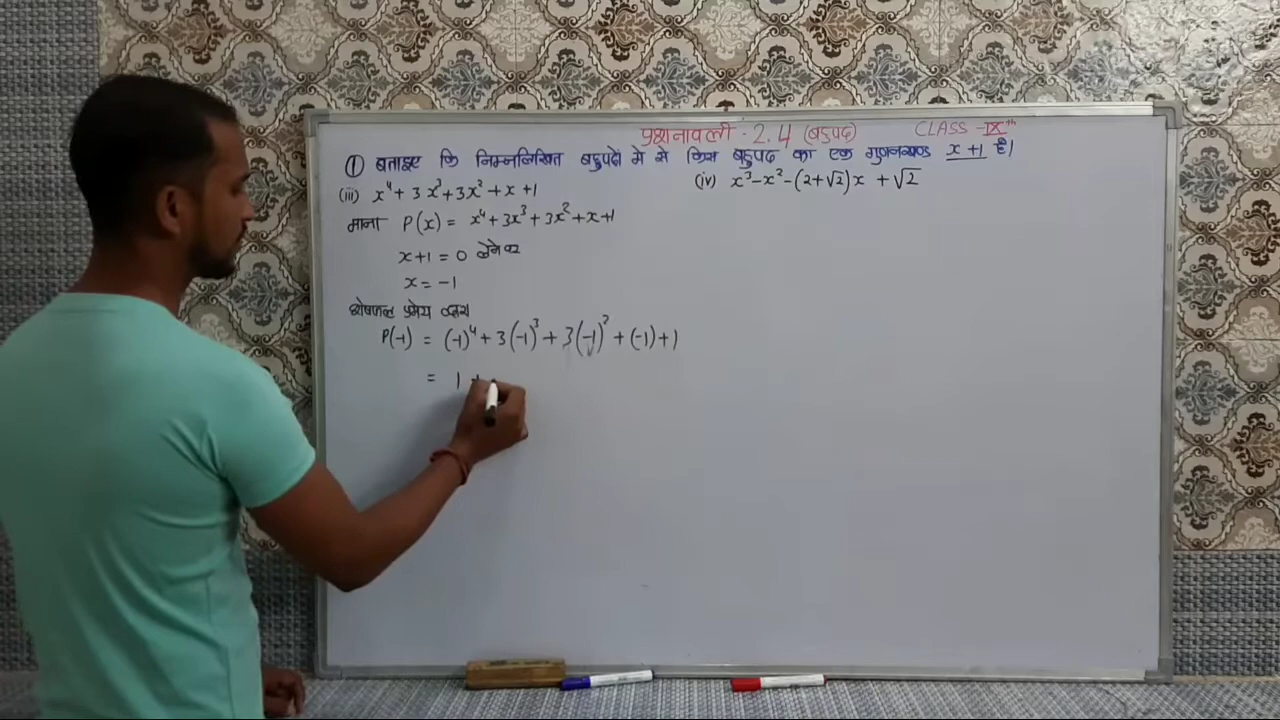 प्रश्नावली - 2.4 (बहुपद) CLASS - IXth
① बताइए कि निम्नलिखित बहुपदों में से किस बहुपद का एक गुणनखण्ड x + 1 है।
(iii) x⁴ + 3x³ + 3x² + x + 1
(iv) x³ - x² - (2+√2)x + √2
माना P(x) = x⁴ + 3x³ + 3x² + x + 1
x + 1 = 0 लेने पर
x = -1
शेषफल प्रमेय द्वारा
P(-1) = (-1)⁴ + 3(-1)³ + 3(-1)² + (-1) + 1
= 1 +